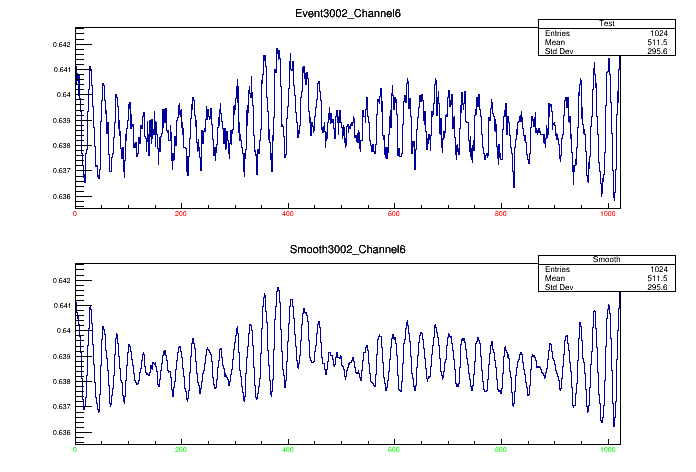 Event3002_Channel6
Test
Entries 1024
Mean 511.5
Std Dev 295.6
0.642
0.641
0.64
0.639
0.638
0.637
0.636
0 200 400 600 800 1000
Smooth3002_Channel6
Smooth
Entries 1024
Mean 511.5
Std Dev 295.6
0.642
0.641
0.64
0.639
0.638
0.637
0.636
0 200 400 600 800 1000